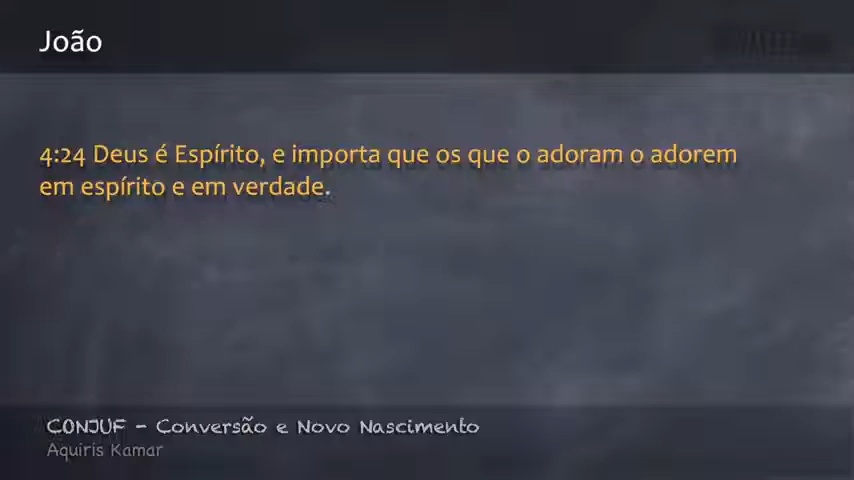 João
4:24 Deus é Espírito, e importa que os que o adoram o adorem
em espírito e em verdade.
CONJUF - Conversão e Novo Nascimento
Aquiris Kamar